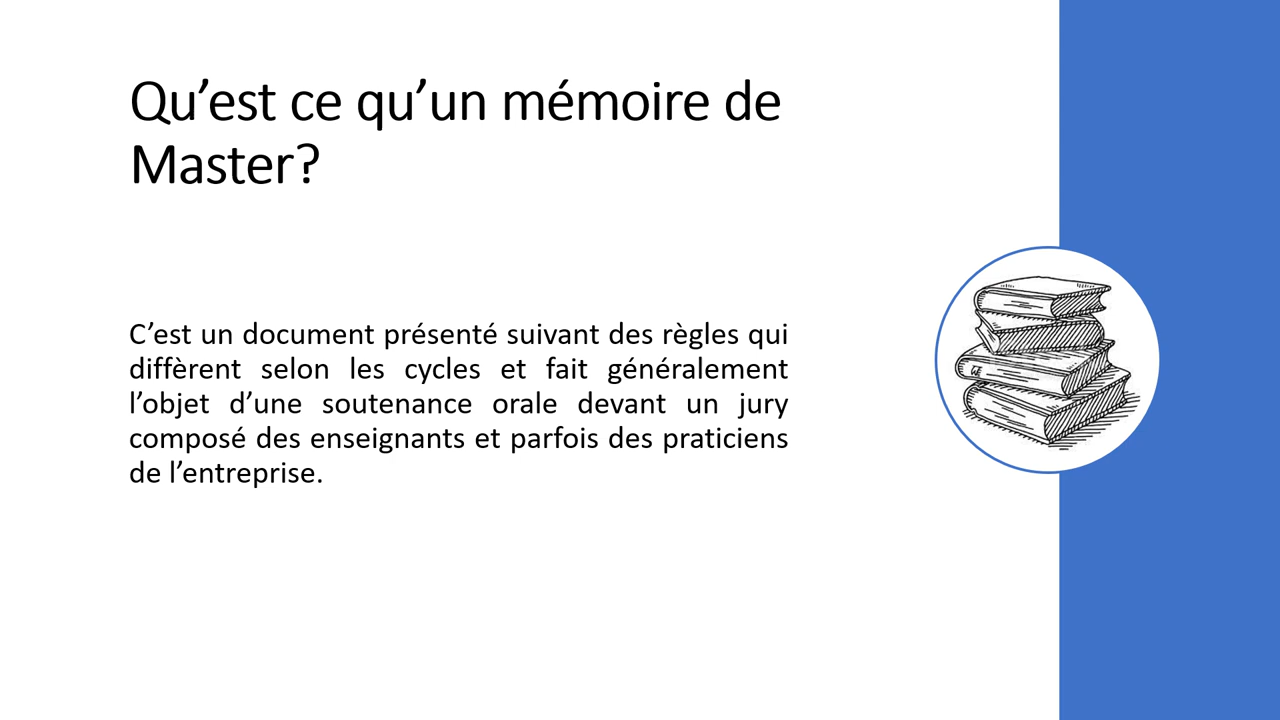 Qu’est ce qu’un mémoire de
Master?
C’est un document présenté suivant des règles qui
diffèrent selon les cycles et fait généralement
l’objet d’une soutenance orale devant un jury
composé des enseignants et parfois des praticiens
de l’entreprise.